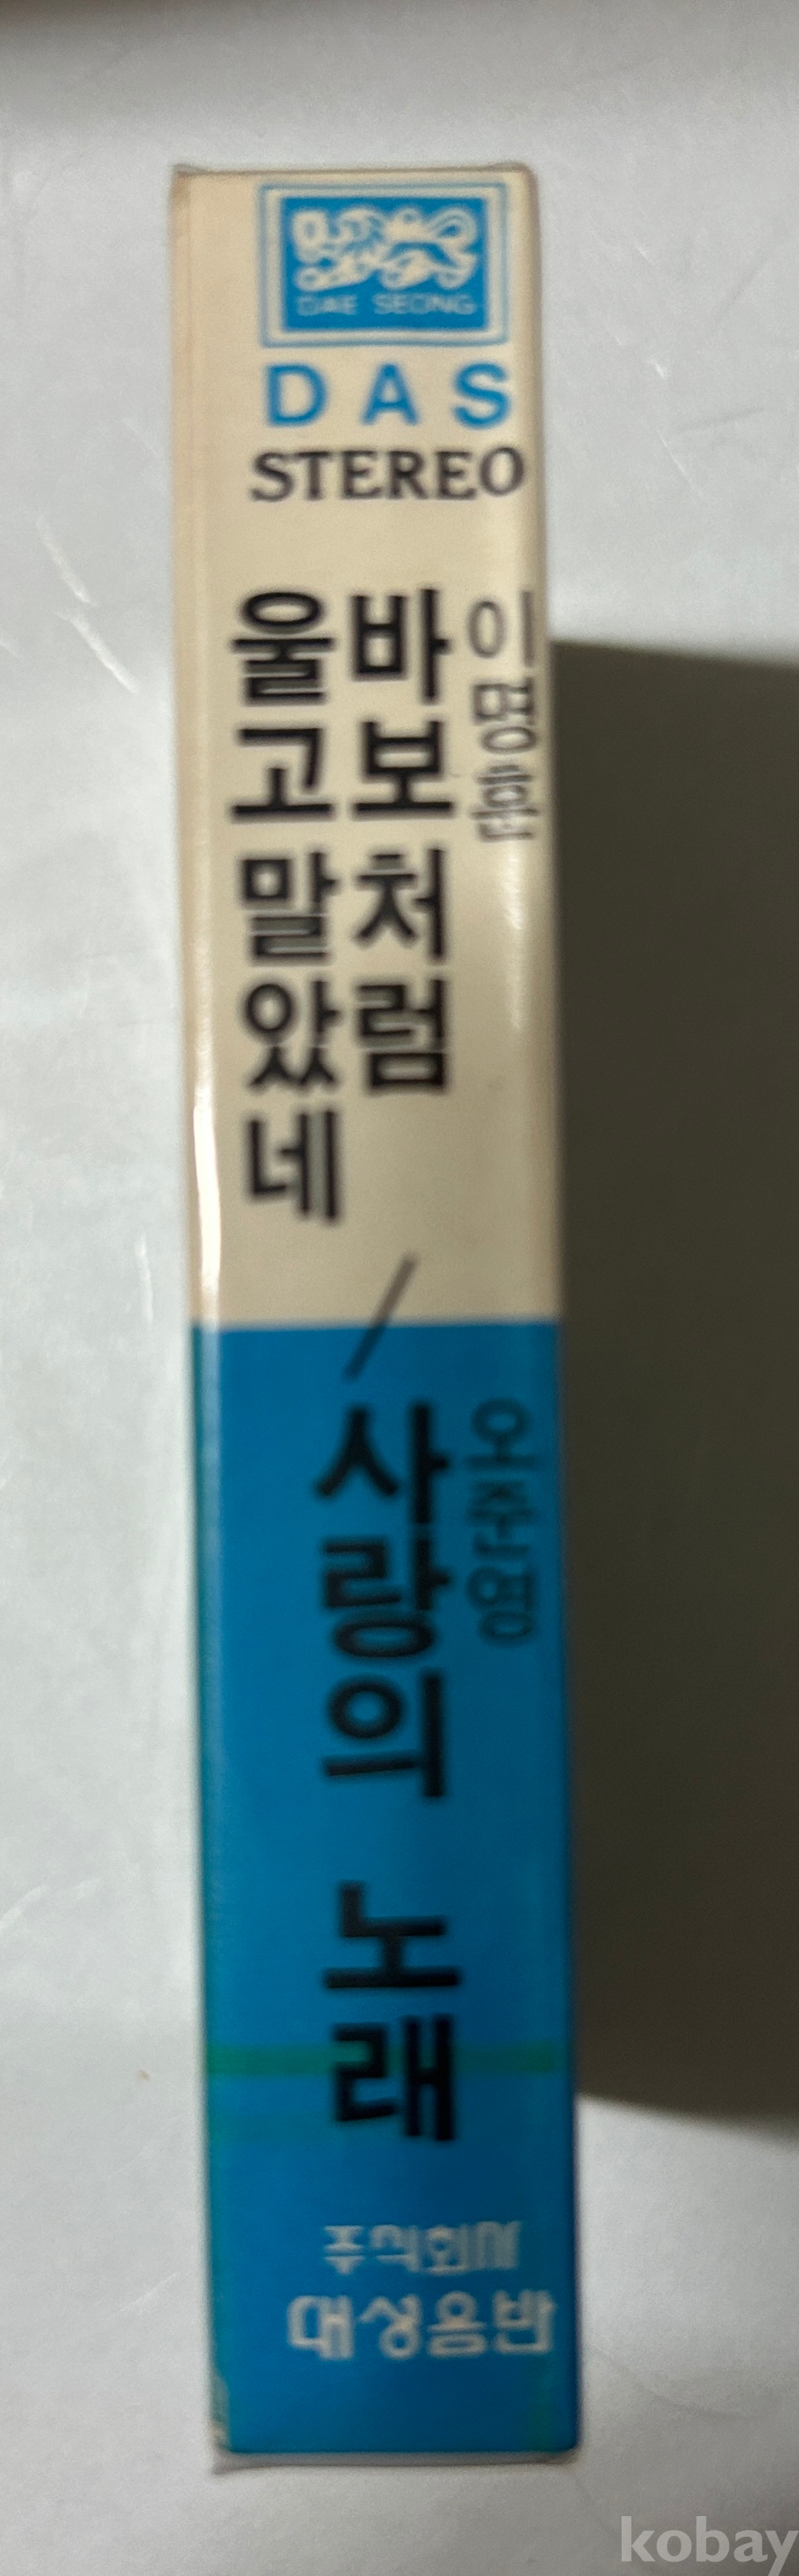 DAE SEONG
DAS
STEREO
이명훈
바보처럼
울고말았네
/
오주영
사랑의 노래
주식회사
대성음반
kobay